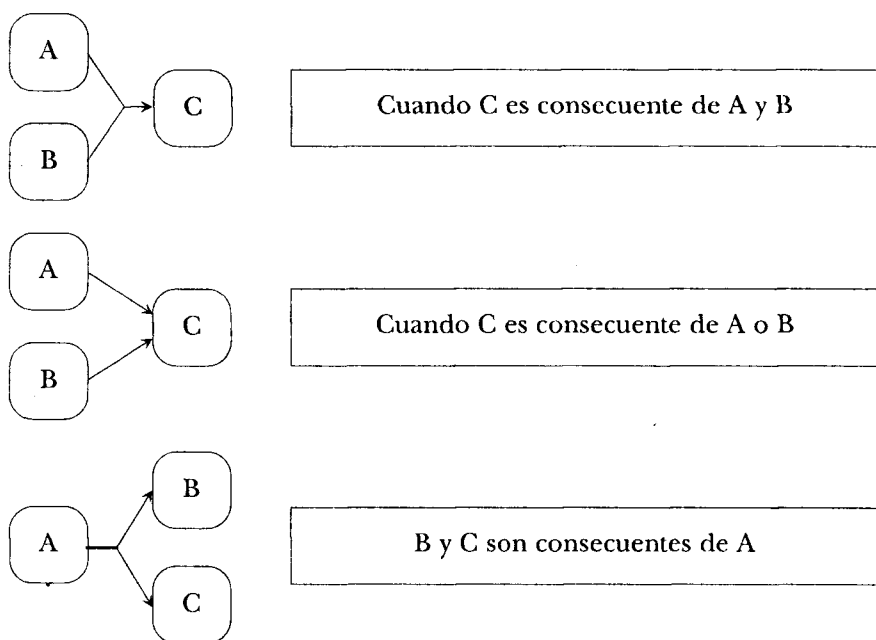 A
C
Cuando C es consecuente de A y B
B
A
C
Cuando C es consecuente de A o B
B
B
A
B y C son consecuentes de A
C